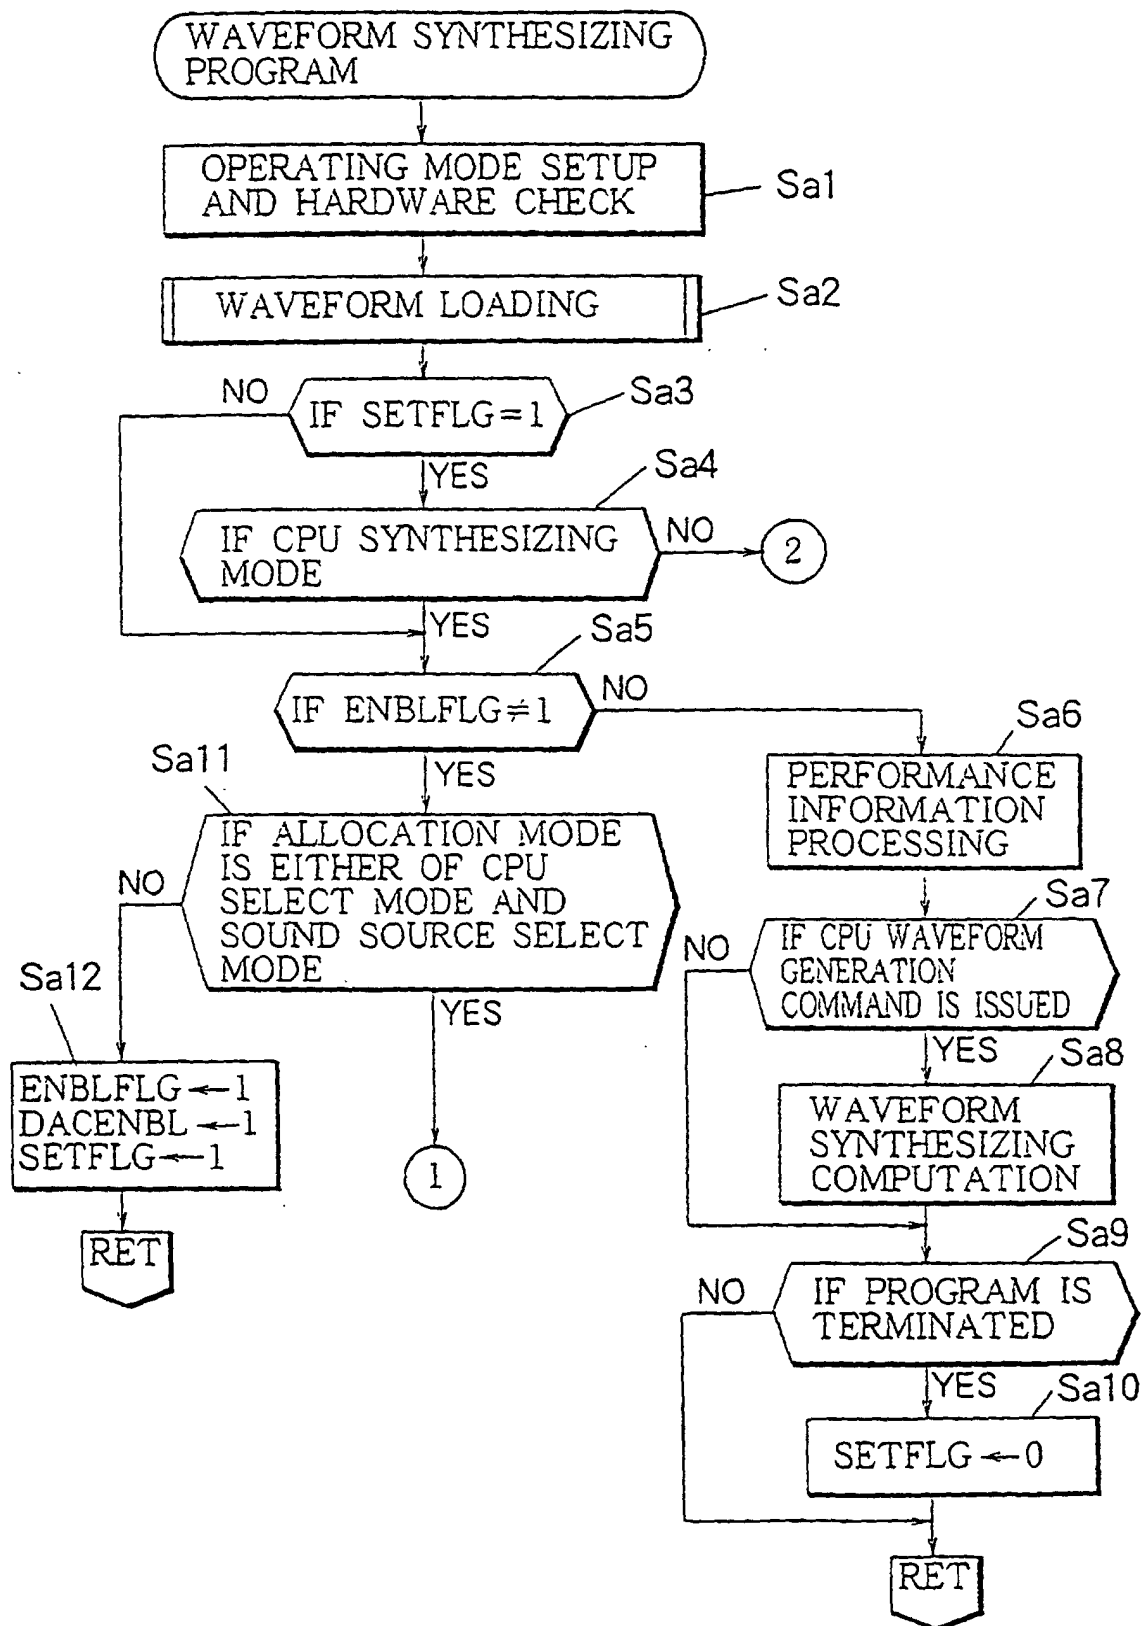 WAVEFORM SYNTHESIZING
PROGRAM
OPERATING MODE SETUP
AND HARDWARE CHECK
Sa1
WAVEFORM LOADING
Sa2
NO
IF SETFLG=1
Sa3
YES
Sa4
IF CPU SYNTHESIZING
MODE
NO
2
YES
Sa5
IF ENBLFLG≠1
NO
YES
Sa6
PERFORMANCE
INFORMATION
PROCESSING
Sa11
IF ALLOCATION MODE
IS EITHER OF CPU
SELECT MODE AND
SOUND SOURCE SELECT
MODE
NO
YES
Sa7
NO
IF CPU WAVEFORM
GENERATION
COMMAND IS ISSUED
YES
Sa12
ENBLFLG←1
DACENBL←1
SETFLG←1
RET
1
Sa8
WAVEFORM
SYNTHESIZING
COMPUTATION
Sa9
NO
IF PROGRAM IS
TERMINATED
YES
Sa10
SETFLG←0
RET